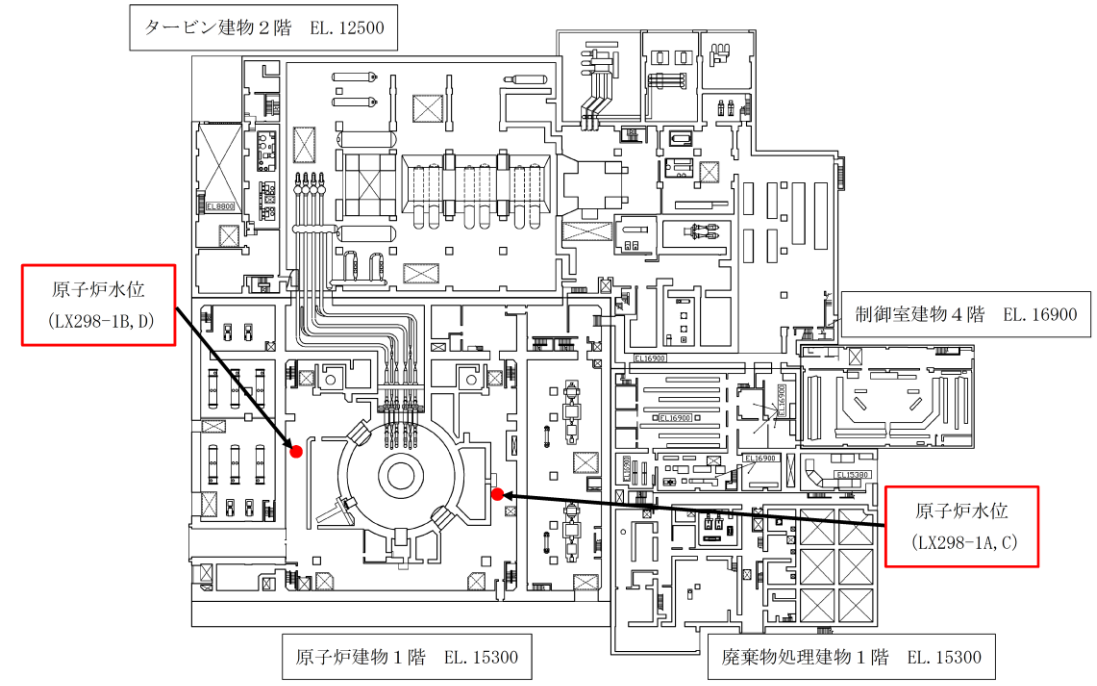 タービン建物２階　EL.12500
EL8800
原子炉水位
(LX298-1B,D)
制御室建物４階　EL.16900
EL16900
EL16900
EL16900
EL16900
EL16900
EL15380
原子炉水位
(LX298-1A,C)
原子炉建物１階　EL.15300
廃棄物処理建物１階　EL.15300